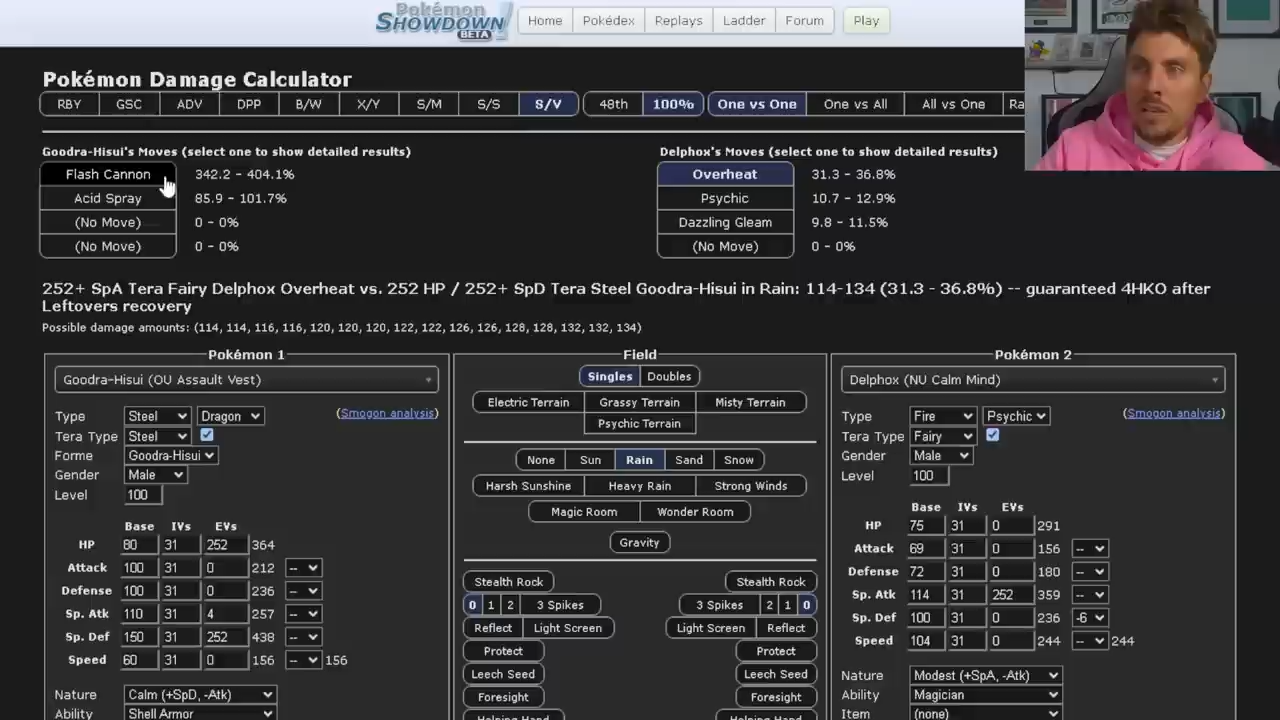 Pokémon
SHOWDOWN
BETA
Home Pokédex Replays Ladder Forum Play
Pokémon Damage Calculator
RBY GSC ADV DPP B/W X/Y S/M S/S S/V 48th 100% One vs One One vs All All vs One Ra
Goodra-Hisui's Moves (select one to show detailed results) Delphox's Moves (select one to show detailed results)
Flash Cannon 342.2 - 404.1% Overheat 31.3 - 36.8%
Acid Spray 85.9 - 101.7% Psychic 10.7 - 12.9%
(No Move) 0 - 0% Dazzling Gleam 9.8 - 11.5%
(No Move) 0 - 0% (No Move) 0 - 0%
252+ SpA Tera Fairy Delphox Overheat vs. 252 HP / 252+ SpD Tera Steel Goodra-Hisui in Rain: 114-134 (31.3 - 36.8%) -- guaranteed 4HKO after
Leftovers recovery
Possible damage amounts: (114, 114, 116, 116, 120, 120, 120, 122, 122, 126, 126, 128, 128, 132, 132, 134)
Pokémon 1
Goodra-Hisui (OU Assault Vest)
Type Steel Dragon (Smogon analysis)
Tera Type Steel
Forme Goodra-Hisui
Gender Male
Level 100
Base IVs EVs
HP 80 31 252 364
Attack 100 31 0 212 --
Defense 100 31 0 236 --
Sp. Atk 110 31 4 257 --
Sp. Def 150 31 252 438 --
Speed 60 31 0 156 -- 156
Nature Calm (+SpD, -Atk)
Ability Shell Armor
Field
Singles Doubles
Electric Terrain Grassy Terrain Misty Terrain
Psychic Terrain
None Sun Rain Sand Snow
Harsh Sunshine Heavy Rain Strong Winds
Magic Room Wonder Room
Gravity
Stealth Rock Stealth Rock
0 1 2 3 Spikes 3 Spikes 2 1 0
Reflect Light Screen Light Screen Reflect
Protect Protect
Leech Seed Leech Seed
Foresight Foresight
Helping Hand Helping Hand
Pokémon 2
Delphox (NU Calm Mind)
Type Fire Psychic (Smogon analysis)
Tera Type Fairy
Gender Male
Level 100
Base IVs EVs
HP 75 31 0 291
Attack 69 31 0 156 --
Defense 72 31 0 180 --
Sp. Atk 114 31 252 359 --
Sp. Def 100 31 0 236 -6
Speed 104 31 0 244 -- 244
Nature Modest (+SpA, -Atk)
Ability Magician
Item (none)